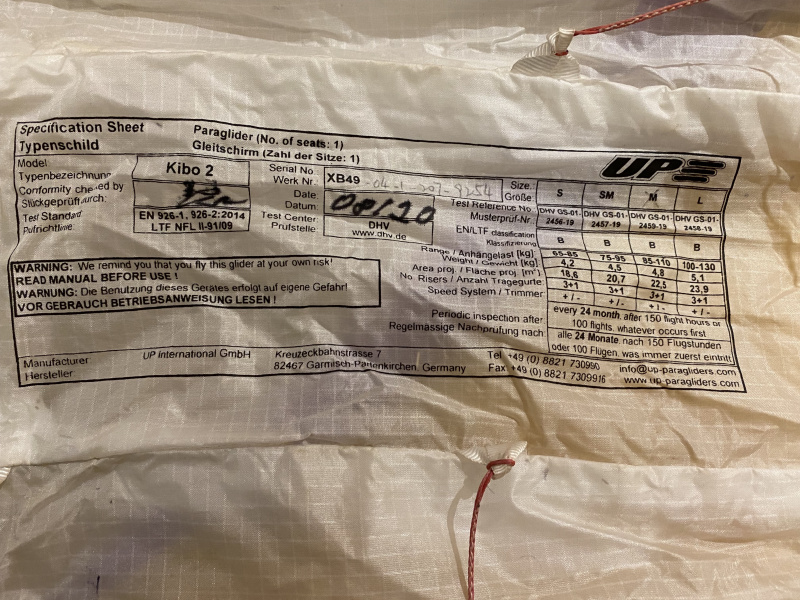 Specification Sheet Paraglider (No. of seats: 1)
Typenschild Gleitschirm (Zahl der Sitze: 1)
UP
Model
Typenbezeichnung
Kibo 2
Serial No.
Werk Nr.
XB49
Size:
Größe:
S SM M L
Conformity checked by
Stückgeprüft durch:
Date:
Datum:
08/20
Test Reference No.
Musterprüf-Nr.
DHV GS-01-2456-19
DHV GS-01-2457-19
DHV GS-01-2459-19
DHV GS-01-2458-19
Test Standard
Prüfrichtlinie
EN 926-1, 926-2:2014
LTF NFL II-91/09
Test Center:
Prüfstelle:
DHV
www.dhv.de
EN/LTF classification
Klassifizierung
B B B B
Range / Anhängelast [kg] 65-85 75-95 85-110 100-130
Weight / Gewicht [kg] 4,2 4,5 4,8 5,1
Area proj. / Fläche proj. [m²] 18,6 20,7 22,5 23,9
No. Risers / Anzahl Tragegurte: 3+1 3+1 3+1 3+1
Speed System / Trimmer + / - + / - + / - + / -
WARNING: We remind you that you fly this glider at your own risk!
READ MANUAL BEFORE USE !
WARNUNG: Die Benutzung dieses Gerätes erfolgt auf eigene Gefahr!
VOR GEBRAUCH BETRIEBSANWEISUNG LESEN !
Periodic inspection after
Regelmässige Nachprüfung nach
every 24 month, after 150 flight hours or
100 flights, whatever occurs first
alle 24 Monate, nach 150 Flugstunden
oder 100 Flügen, was immer zuerst eintritt
Manufacturer UP International GmbH Kreuzeckbahnstrasse 7 Tel +49 (0) 8821 730990 info@up-paragliders.com
Hersteller 82467 Garmisch-Partenkirchen, Germany Fax +49 (0) 8821 7309916 www.up-paragliders.com